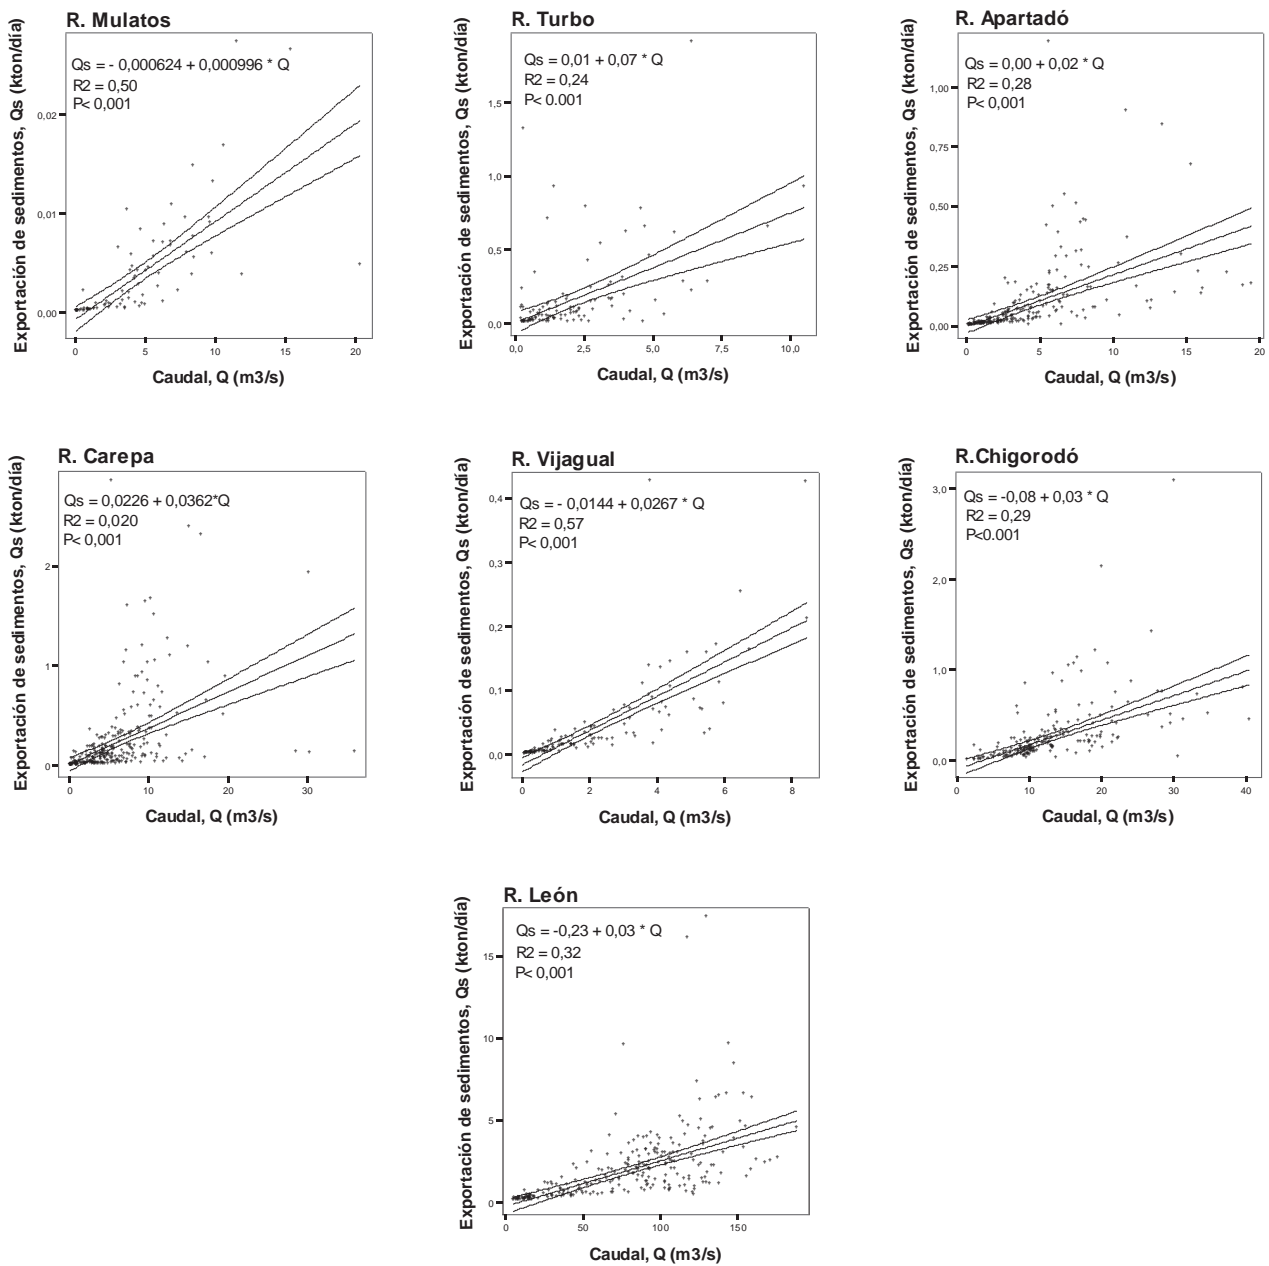 R. Mulatos
Exportación de sedimentos, Qs (kton/día)
Qs = - 0,000624 + 0,000996 * Q
R2 = 0,50
P< 0,001
0,02
0,01
0,00
0 5 10 15 20
Caudal, Q (m3/s)
R. Turbo
Exportación de sedimentos, Qs (kton/día)
Qs = 0,01 + 0,07 * Q
R2 = 0,24
P< 0.001
1,5
1,0
0,5
0,0
0,0 2,5 5,0 7,5 10,0
Caudal, Q (m3/s)
R. Apartadó
Exportación de sedimentos, Qs (kton/día)
Qs = 0,00 + 0,02 * Q
R2 = 0,28
P< 0,001
1,00
0,75
0,50
0,25
0,00
0 5 10 15 20
Caudal, Q (m3/s)
R. Carepa
Exportación de sedimentos, Qs (kton/día)
Qs = 0,0226 + 0,0362*Q
R2 = 0,020
P< 0,001
2
1
0
0 10 20 30
Caudal, Q (m3/s)
R. Vijagual
Exportación de sedimentos, Qs (kton/día)
Qs = - 0,0144 + 0,0267 * Q
R2 = 0,57
P< 0,001
0,4
0,3
0,2
0,1
0,0
0 2 4 6 8
Caudal, Q (m3/s)
R.Chigorodó
Exportación de sedimentos, Qs (kton/día)
Qs = -0,08 + 0,03 * Q
R2 = 0,29
P<0.001
3,0
2,0
1,0
0,0
0 10 20 30 40
Caudal, Q (m3/s)
R. León
Exportación de sedimentos, Qs (kton/día)
Qs = -0,23 + 0,03 * Q
R2 = 0,32
P< 0,001
15
10
5
0
0 50 100 150
Caudal, Q (m3/s)